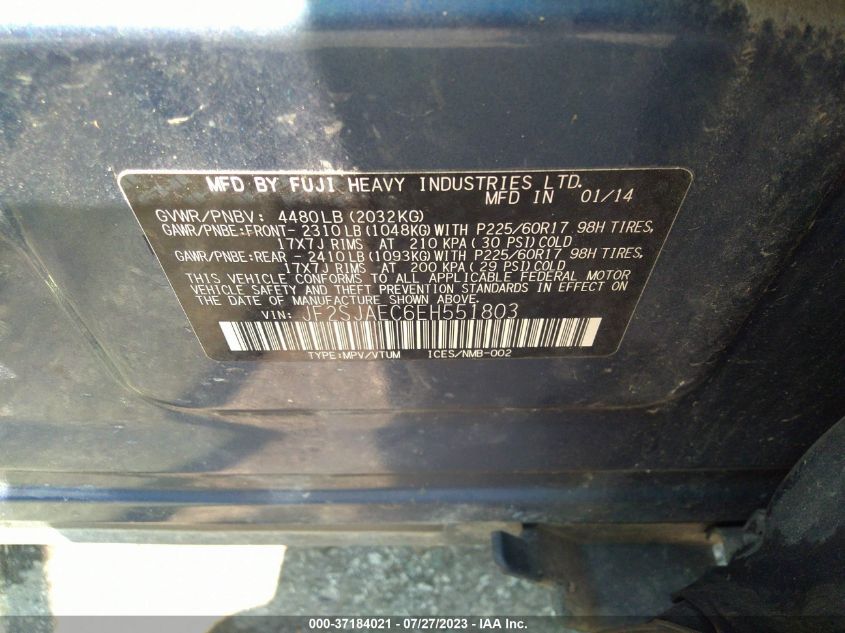 MFD BY FUJI HEAVY INDUSTRIES LTD.
MFD IN 01/14
GVWR/PNBV: 4480LB (2032KG)
GAWR/PNBE:FRONT- 2310LB (1048KG) WITH P225/60R17 98H TIRES,
17X7J RIMS AT 210 KPA (30 PSI) COLD
GAWR/PNBE:REAR - 2410LB (1093KG) WITH P225/60R17 98H TIRES,
17X7J RIMS AT 200 KPA (29 PSI) COLD
THIS VEHICLE CONFORMS TO ALL APPLICABLE FEDERAL MOTOR
VEHICLE SAFETY AND THEFT PREVENTION STANDARDS IN EFFECT ON
THE DATE OF MANUFACTURE SHOWN ABOVE.
VIN: JF2SJAEC6EH551803
TYPE:MPV/VTUM ICES/NMB-002
000-37184021 - 07/27/2023 - IAA Inc.